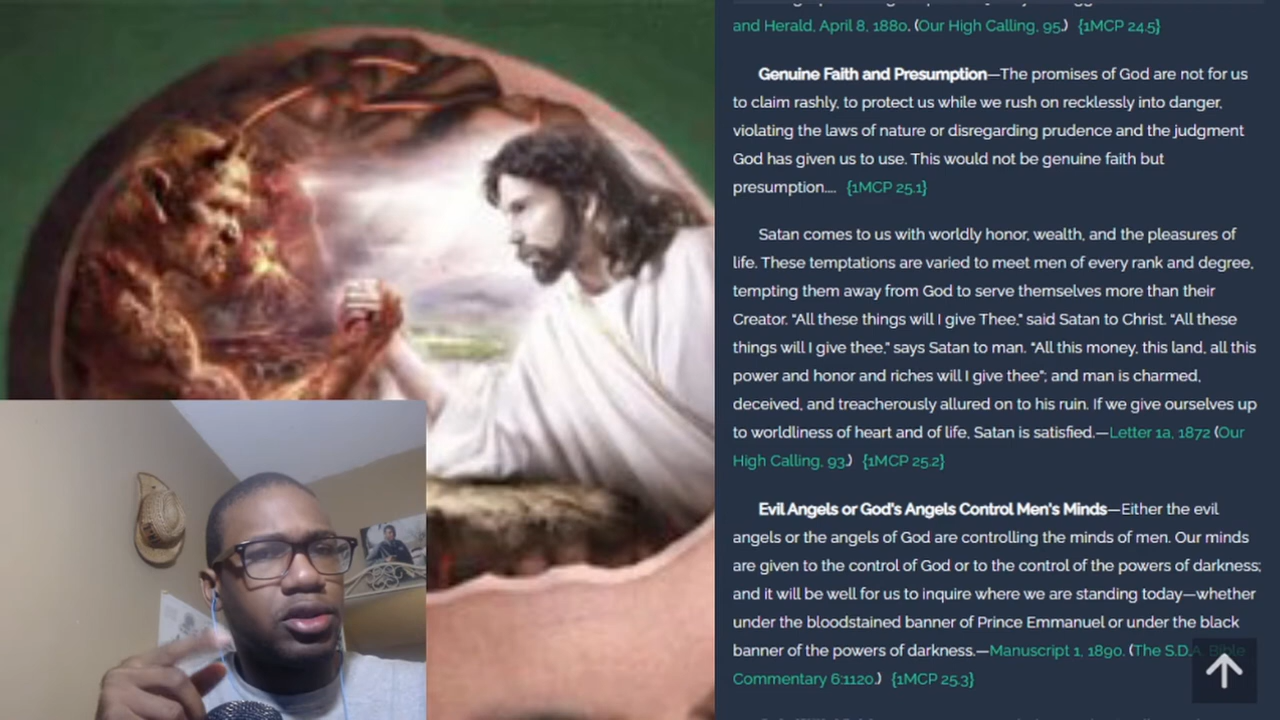 and Herald, April 8, 1880. (Our High Calling, 95.) {1MCP 24.5}
Genuine Faith and Presumption—The promises of God are not for us
to claim rashly, to protect us while we rush on recklessly into danger,
violating the laws of nature or disregarding prudence and the judgment
God has given us to use. This would not be genuine faith but
presumption.... {1MCP 25.1}
Satan comes to us with worldly honor, wealth, and the pleasures of
life. These temptations are varied to meet men of every rank and degree,
tempting them away from God to serve themselves more than their
Creator. “All these things will I give Thee,” said Satan to Christ. “All these
things will I give thee,” says Satan to man. “All this money, this land, all this
power and honor and riches will I give thee”; and man is charmed,
deceived, and treacherously allured on to his ruin. If we give ourselves up
to worldliness of heart and of life, Satan is satisfied.—Letter 1a, 1872 (Our
High Calling, 93.) {1MCP 25.2}
Evil Angels or God's Angels Control Men's Minds—Either the evil
angels or the angels of God are controlling the minds of men. Our minds
are given to the control of God or to the control of the powers of darkness;
and it will be well for us to inquire where we are standing today—whether
under the bloodstained banner of Prince Emmanuel or under the black
banner of the powers of darkness.—Manuscript 1, 1890. (The S.D.A. Bible
Commentary 6:1120.) {1MCP 25.3}